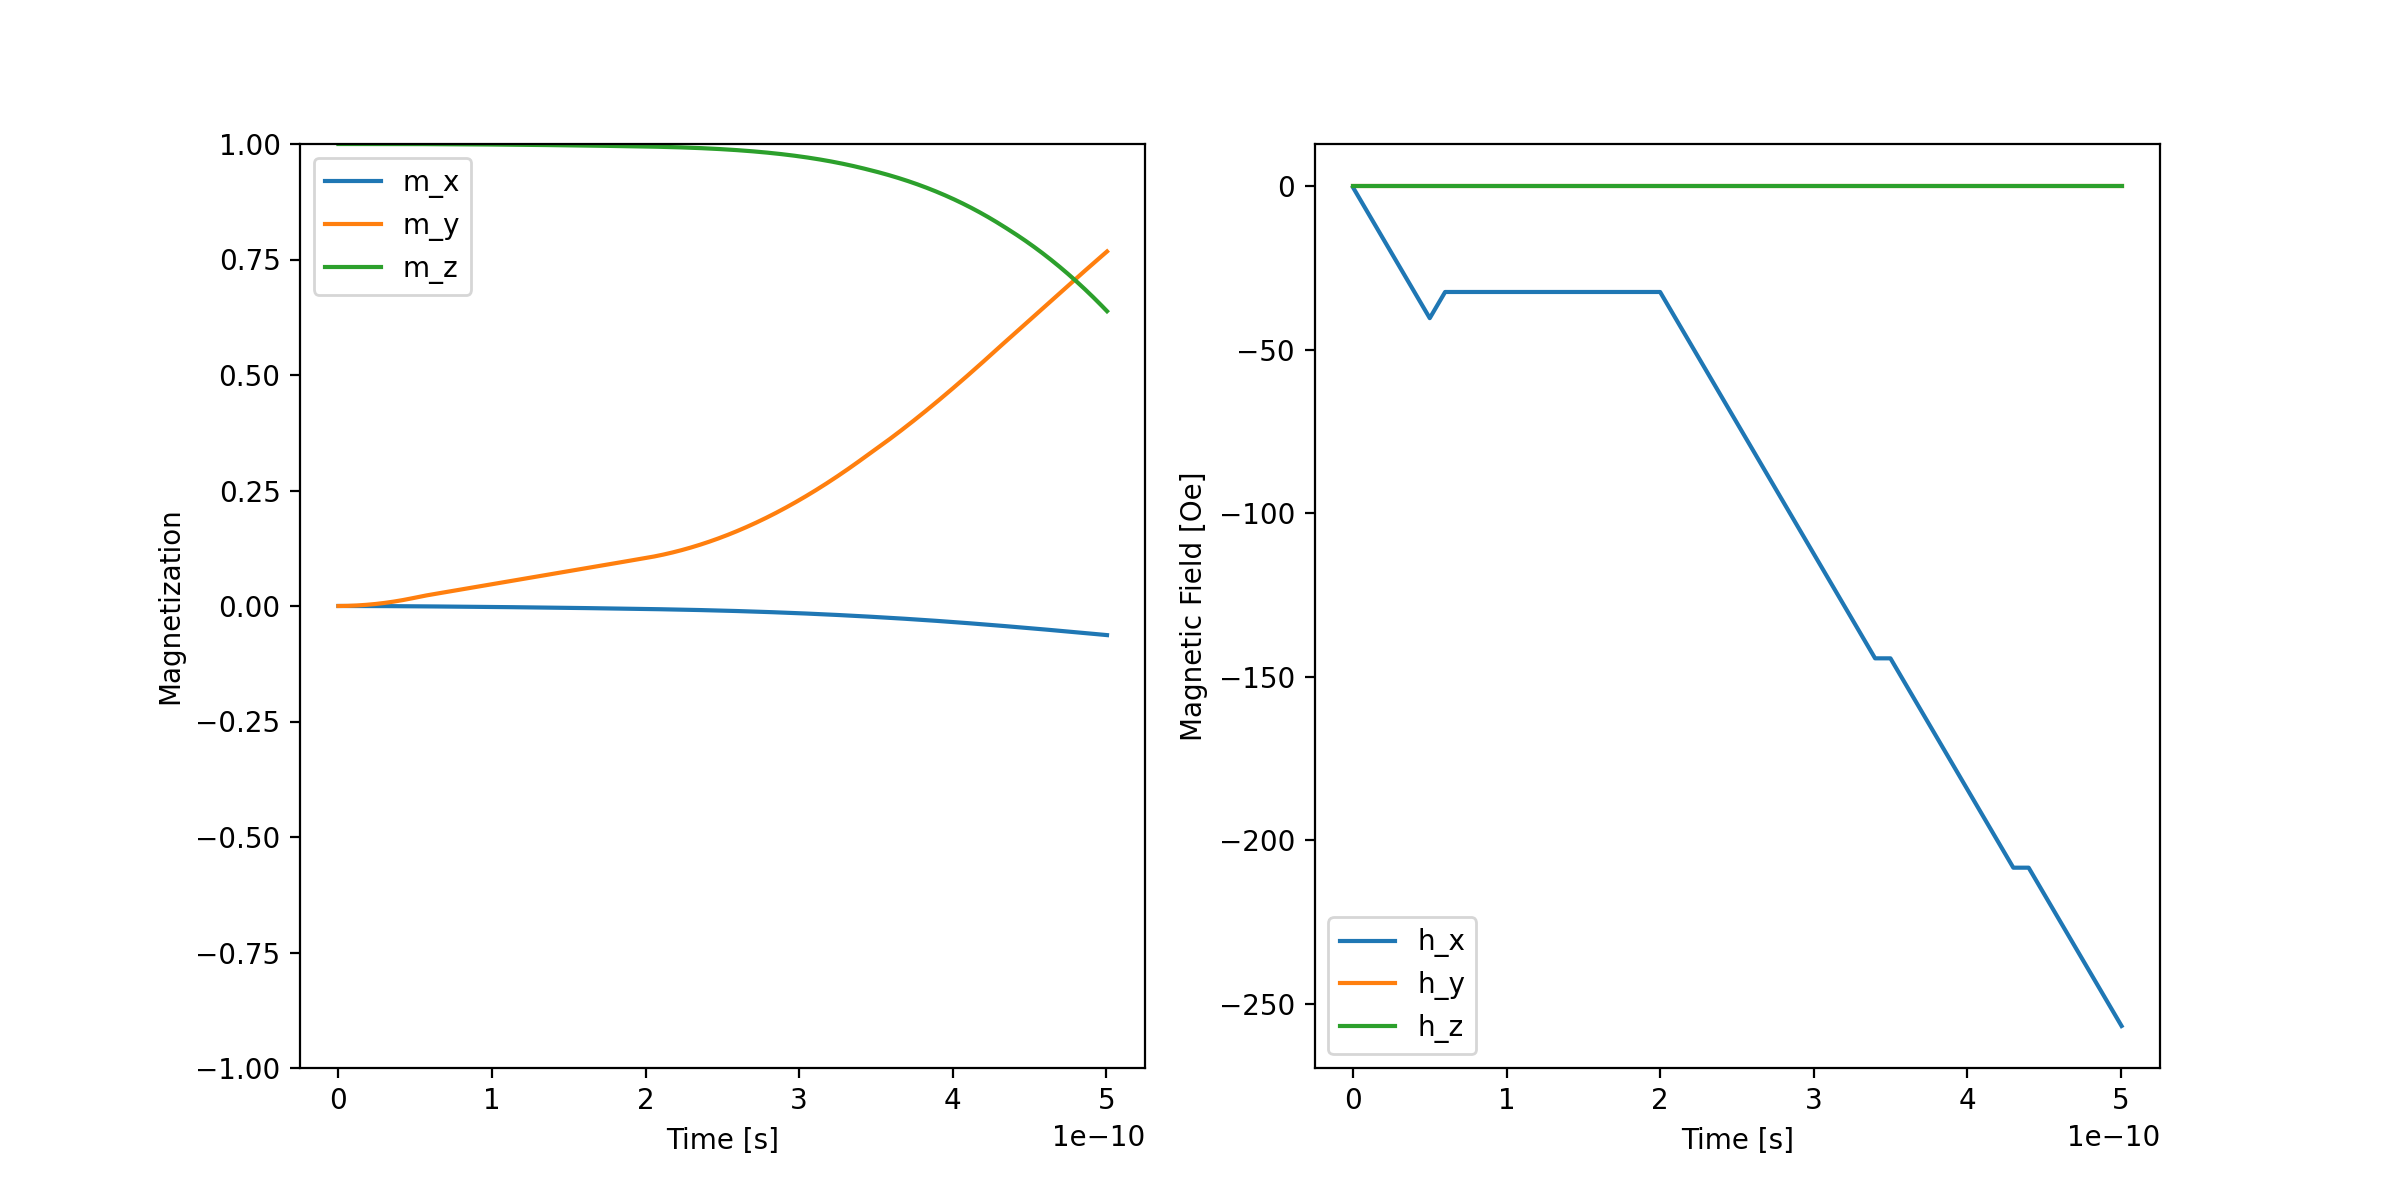 1.00
0.75
0.50
0.25
0.00
−0.25
−0.50
−0.75
−1.00
Magnetization
m_x
m_y
m_z
0 1 2 3 4 5
1e−10
Time [s]
0
−50
−100
−150
−200
−250
Magnetic Field [Oe]
h_x
h_y
h_z
0 1 2 3 4 5
1e−10
Time [s]